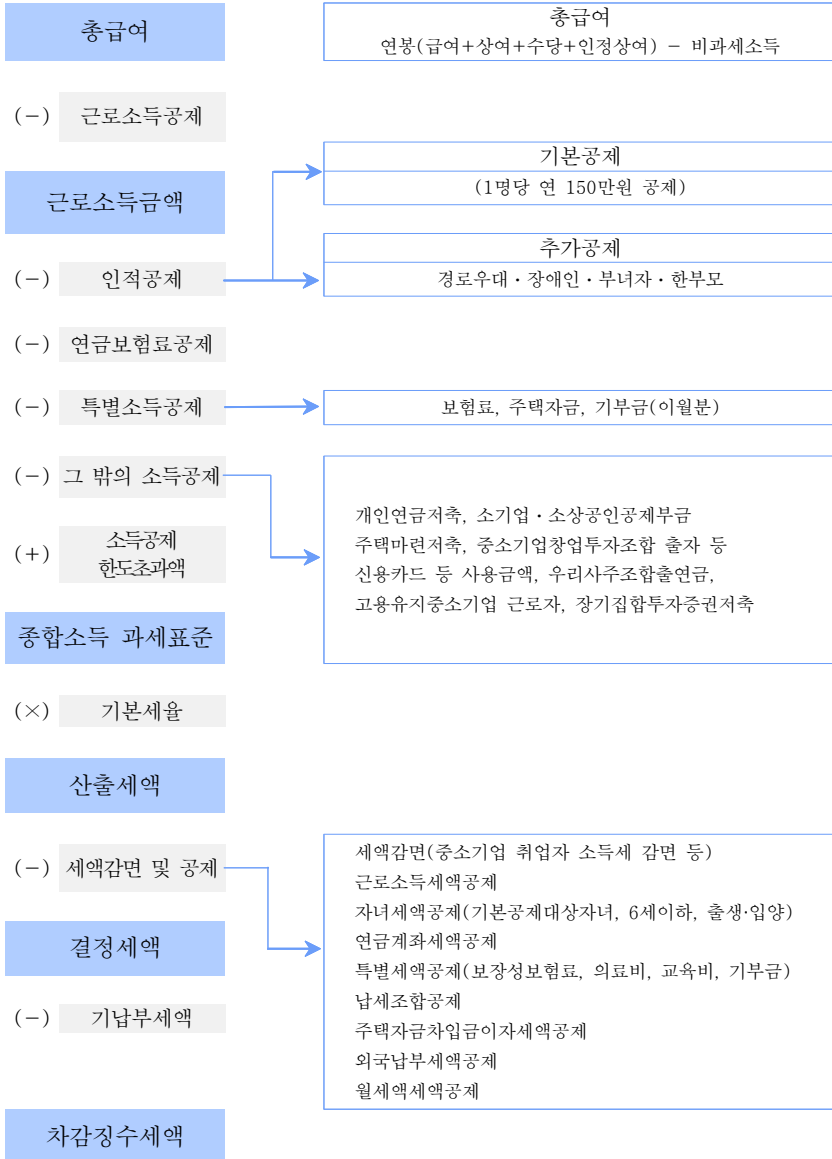 총급여
총급여
연봉(급여+상여+수당+인정상여) - 비과세소득
(-) 근로소득공제
기본공제
(1명당 연 150만원 공제)
근로소득금액
추가공제
(-) 인적공제
경로우대・장애인・부녀자・한부모
(-) 연금보험료공제
(-) 특별소득공제
보험료, 주택자금, 기부금(이월분)
(-) 그 밖의 소득공제
개인연금저축, 소기업・소상공인공제부금
주택마련저축, 중소기업창업투자조합 출자 등
신용카드 등 사용금액, 우리사주조합출연금,
고용유지중소기업 근로자, 장기집합투자증권저축
(+) 소득공제
한도초과액
종합소득 과세표준
(×) 기본세율
산출세액
(-) 세액감면 및 공제
세액감면(중소기업 취업자 소득세 감면 등)
근로소득세액공제
자녀세액공제(기본공제대상자녀, 6세이하, 출생·입양)
연금계좌세액공제
특별세액공제(보장성보험료, 의료비, 교육비, 기부금)
납세조합공제
주택자금차입금이자세액공제
외국납부세액공제
월세액세액공제
결정세액
(-) 기납부세액
차감징수세액